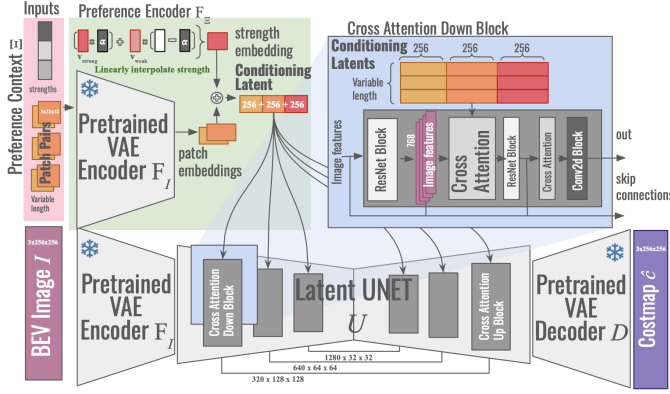 Inputs
Preference Context Ξ
strengths
3x32x32
Patch Pairs
Variable
length
Preference Encoder F_Ξ
v_strong
R
+
v_weak
-
R
Linearly interpolate strength
strength
embedding
Pretrained
VAE
Encoder F_I
patch
embeddings
Conditioning
Latent
256 + 256 + 256
Cross Attention Down Block
Conditioning
Latents
256
256
256
Variable
length
Image features
ResNet Block
768
Image features
Cross
Attention
ResNet Block
Cross Attention
Conv2d Block
out
skip
connections
3x256x256
BEV Image I
Pretrained
VAE
Encoder F_I
Cross Attention
Down Block
Latent UNET
U
Cross Attention
Up Block
1280 x 32 x 32
640 x 64 x 64
320 x 128 x 128
Pretrained
VAE
Decoder D
3x256x256
Costmap ĉ